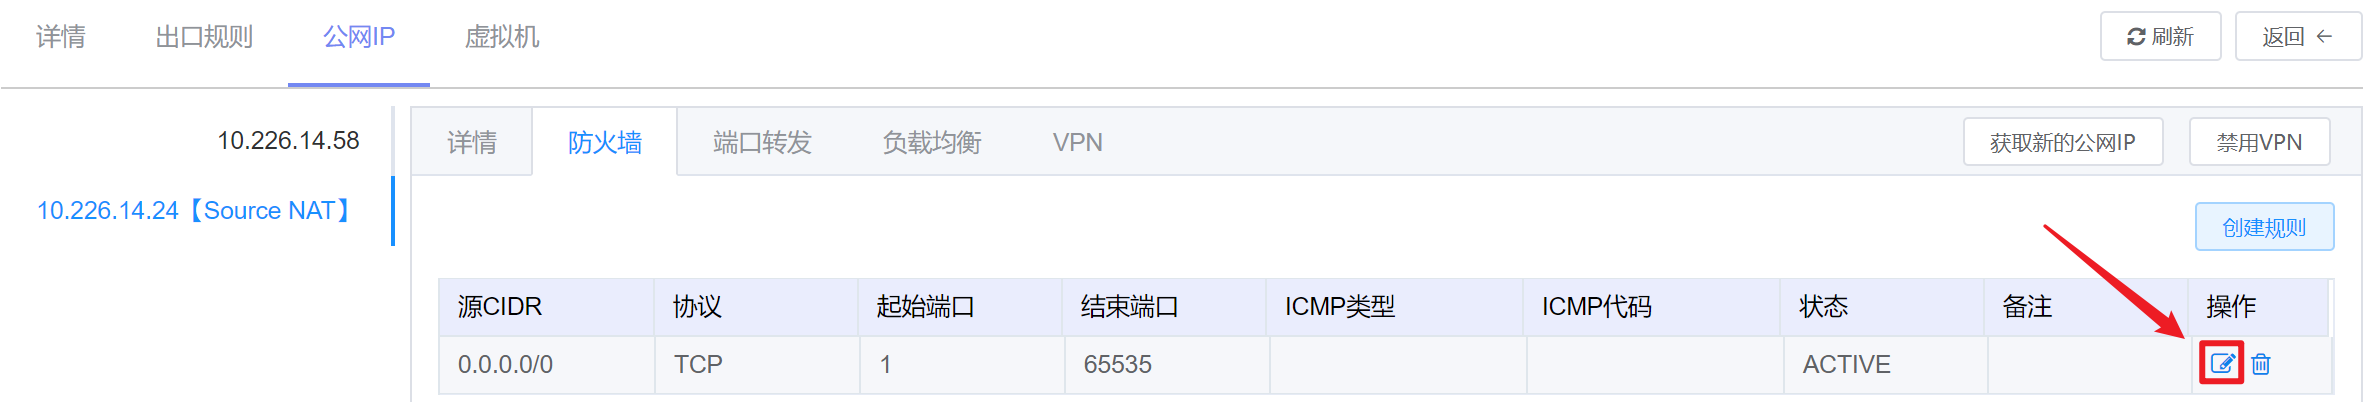 详情 出口规则 公网IP 虚拟机 刷新 返回 ←
10.226.14.58
10.226.14.24【Source NAT】
详情 防火墙 端口转发 负载均衡 VPN 获取新的公网IP 禁用VPN
创建规则
源CIDR 协议 起始端口 结束端口 ICMP类型 ICMP代码 状态 备注 操作
0.0.0.0/0 TCP 1 65535 ACTIVE